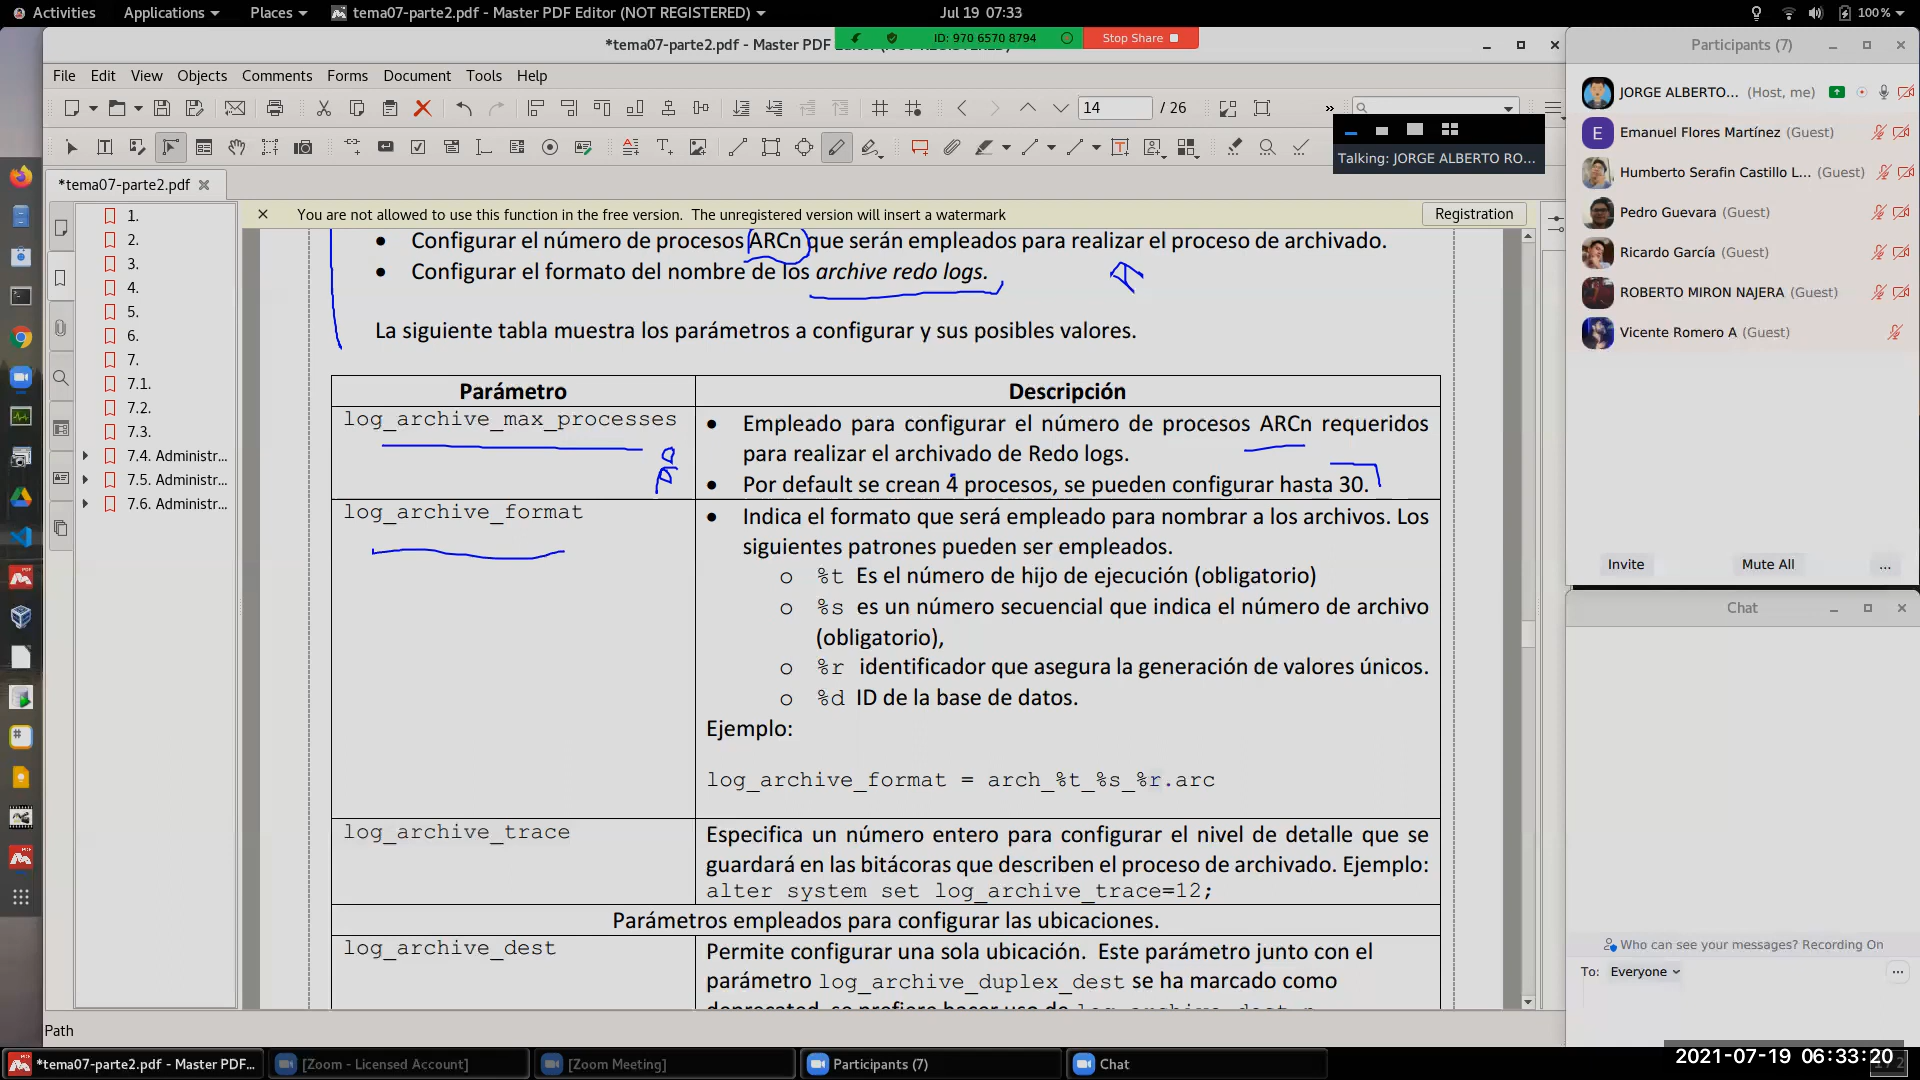 Activities Applications Places tema07-parte2.pdf - Master PDF Editor (NOT REGISTERED) Jul 19 07:33 100%
*tema07-parte2.pdf - Master PDF
ID: 970 6570 8794 Stop Share
File Edit View Objects Comments Forms Document Tools Help
14 / 26
Talking: JORGE ALBERTO RO...
*tema07-parte2.pdf
You are not allowed to use this function in the free version. The unregistered version will insert a watermark
Registration
1.
2.
3.
4.
5.
6.
7.
7.1.
7.2.
7.3.
7.4. Administr...
7.5. Administr...
7.6. Administr...
• Configurar el número de procesos ARCn que serán empleados para realizar el proceso de archivado.
• Configurar el formato del nombre de los archive redo logs.
La siguiente tabla muestra los parámetros a configurar y sus posibles valores.
Parámetro Descripción
log_archive_max_processes
• Empleado para configurar el número de procesos ARCn requeridos
para realizar el archivado de Redo logs.
• Por default se crean 4 procesos, se pueden configurar hasta 30.
log_archive_format
• Indica el formato que será empleado para nombrar a los archivos. Los
siguientes patrones pueden ser empleados.
o %t Es el número de hijo de ejecución (obligatorio)
o %s es un número secuencial que indica el número de archivo
(obligatorio),
o %r identificador que asegura la generación de valores únicos.
o %d ID de la base de datos.
Ejemplo:
log_archive_format = arch_%t_%s_%r.arc
log_archive_trace
Especifica un número entero para configurar el nivel de detalle que se
guardará en las bitácoras que describen el proceso de archivado. Ejemplo:
alter system set log_archive_trace=12;
Parámetros empleados para configurar las ubicaciones.
log_archive_dest
Permite configurar una sola ubicación. Este parámetro junto con el
parámetro log_archive_duplex_dest se ha marcado como
Path
Participants (7)
JORGE ALBERTO... (Host, me)
E Emanuel Flores Martínez (Guest)
Humberto Serafin Castillo L... (Guest)
Pedro Guevara (Guest)
Ricardo García (Guest)
ROBERTO MIRON NAJERA (Guest)
Vicente Romero A (Guest)
Invite Mute All ...
Chat
Who can see your messages? Recording On
To: Everyone
*tema07-parte2.pdf - Master PDF... [Zoom - Licensed Account] [Zoom Meeting] Participants (7) Chat
2021-07-19 06:33:20